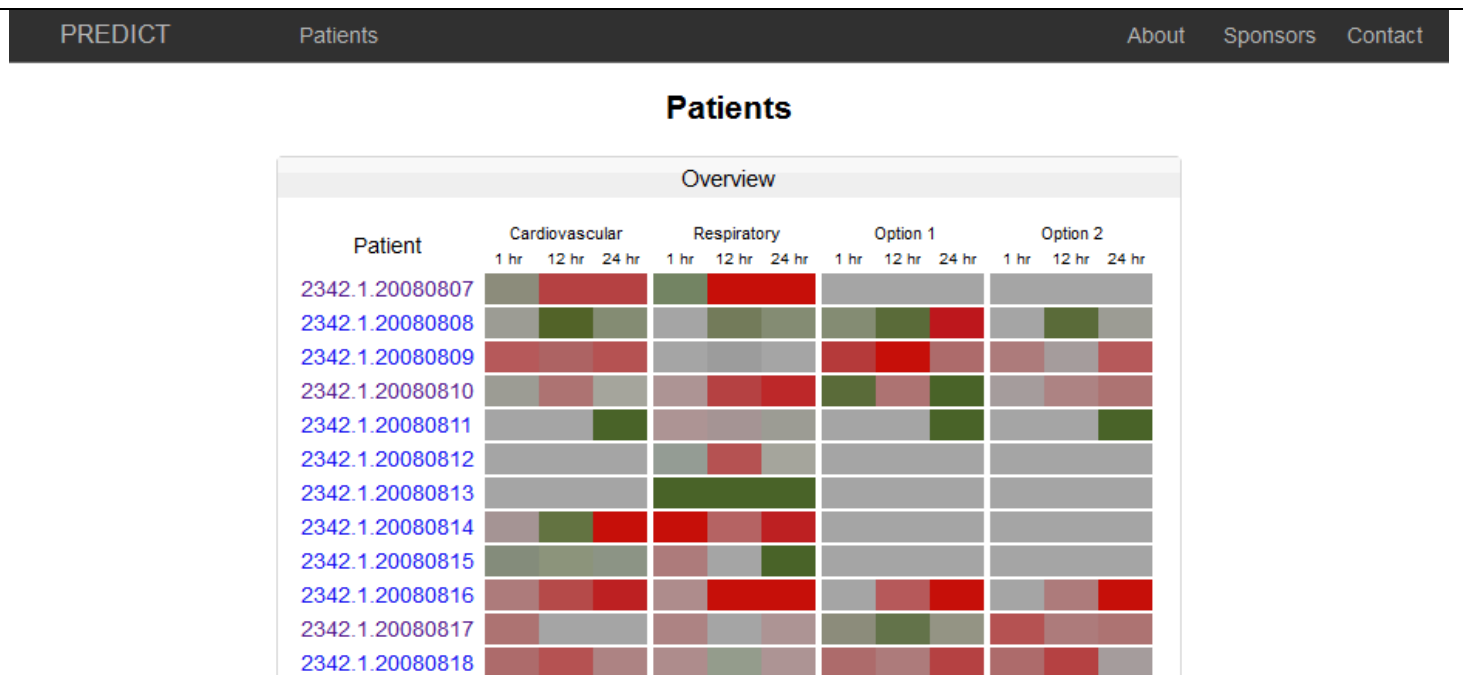 PREDICT Patients About Sponsors Contact
Patients
Overview
Patient Cardiovascular Respiratory Option 1 Option 2
1 hr 12 hr 24 hr 1 hr 12 hr 24 hr 1 hr 12 hr 24 hr 1 hr 12 hr 24 hr
2342.1.20080807
2342.1.20080808
2342.1.20080809
2342.1.20080810
2342.1.20080811
2342.1.20080812
2342.1.20080813
2342.1.20080814
2342.1.20080815
2342.1.20080816
2342.1.20080817
2342.1.20080818